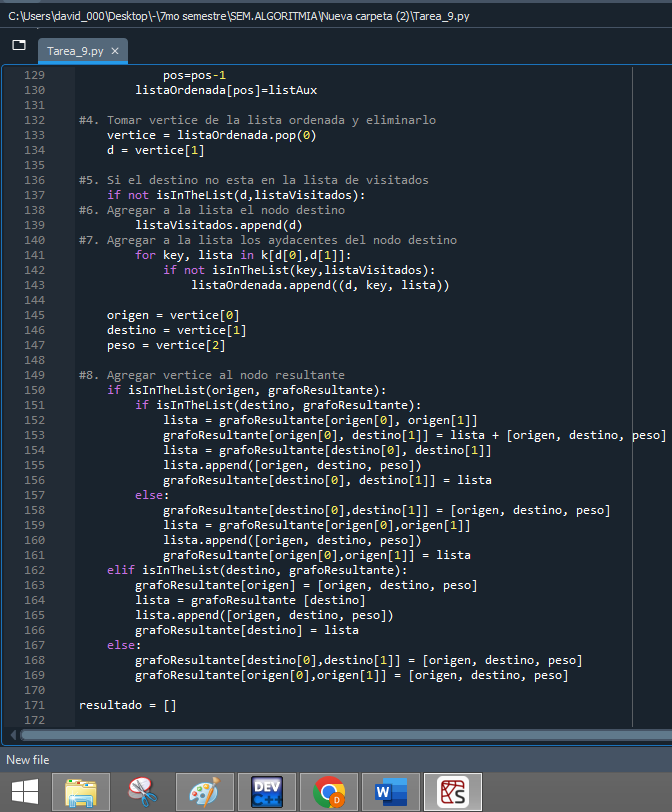 C:\Users\david_000\Desktop\-\7mo semestre\SEM.ALGORITMIA\Nueva carpeta (2)\Tarea_9.py
Tarea_9.py ×
129             pos=pos-1
130         listaOrdenada[pos]=listAux
131
132 #4. Tomar vertice de la lista ordenada y eliminarlo
133     vertice = listaOrdenada.pop(0)
134     d = vertice[1]
135
136 #5. Si el destino no esta en la lista de visitados
137     if not isInTheList(d,listaVisitados):
138 #6. Agregar a la lista el nodo destino
139         listaVisitados.append(d)
140 #7. Agregar a la lista los aydacentes del nodo destino
141         for key, lista in k[d[0],d[1]]:
142             if not isInTheList(key,listaVisitados):
143                 listaOrdenada.append((d, key, lista))
144
145     origen = vertice[0]
146     destino = vertice[1]
147     peso = vertice[2]
148
149 #8. Agregar vertice al nodo resultante
150     if isInTheList(origen, grafoResultante):
151         if isInTheList(destino, grafoResultante):
152             lista = grafoResultante[origen[0], origen[1]]
153             grafoResultante[origen[0], destino[1]] = lista + [origen, destino, peso]
154             lista = grafoResultante[destino[0], destino[1]]
155             lista.append([origen, destino, peso])
156             grafoResultante[destino[0], destino[1]] = lista
157         else:
158             grafoResultante[destino[0],destino[1]] = [origen, destino, peso]
159             lista = grafoResultante[origen[0],origen[1]]
160             lista.append([origen, destino, peso])
161             grafoResultante[origen[0],origen[1]] = lista
162     elif isInTheList(destino, grafoResultante):
163         grafoResultante[origen] = [origen, destino, peso]
164         lista = grafoResultante [destino]
165         lista.append([origen, destino, peso])
166         grafoResultante[destino] = lista
167     else:
168         grafoResultante[destino[0],destino[1]] = [origen, destino, peso]
169         grafoResultante[origen[0],origen[1]] = [origen, destino, peso]
170
171 resultado = []
172
New file
DEV
C++
D
W